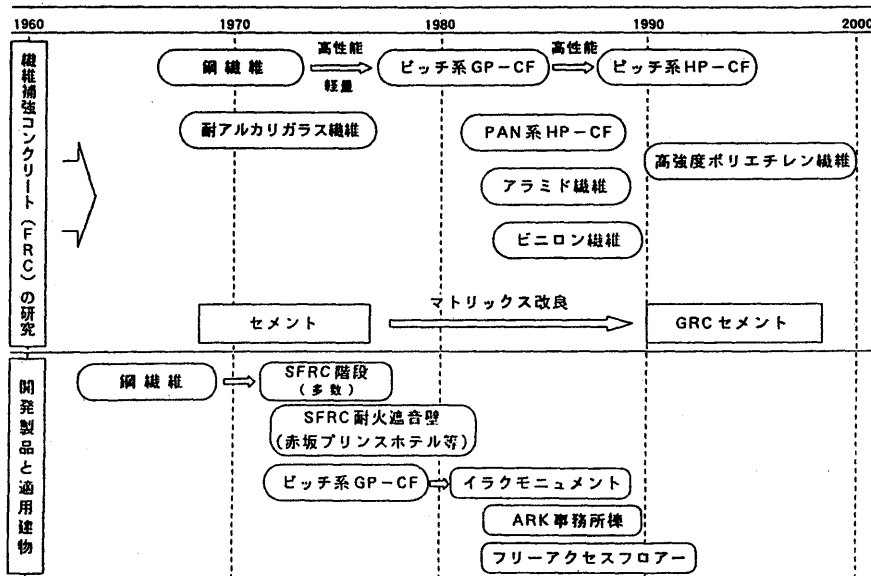 1960 1970 1980 1990 2000
繊維補強コンクリート(FRC)の研究
鋼繊維
高性能
軽量
ピッチ系GP-CF
高性能
ピッチ系HP-CF
耐アルカリガラス繊維
PAN系HP-CF
高強度ポリエチレン繊維
アラミド繊維
ビニロン繊維
セメント
マトリックス改良
GRCセメント
開発製品と適用建物
鋼繊維
SFRC階段
(多数)
SFRC耐火遮音壁
(赤坂プリンスホテル等)
ピッチ系GP-CF
イラクモニュメント
ARK事務所棟
フリーアクセスフロアー